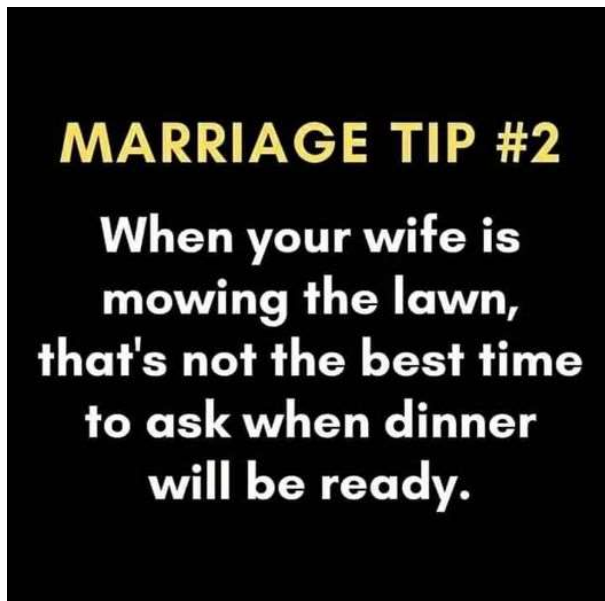 MARRIAGE TIP #2
When your wife is
mowing the lawn,
that's not the best time
to ask when dinner
will be ready.